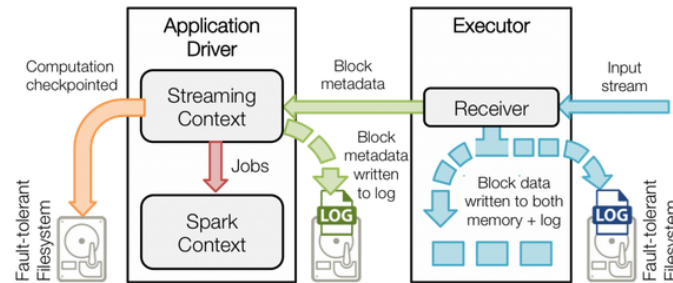 Application
Driver
Executor
Computation
checkpointed
Streaming
Context
Block
metadata
Receiver
Input
stream
Jobs
Block
metadata
written
to log
Spark
Context
Block data
written to both
memory + log
LOG
LOG
Fault-tolerant
Filesystem
Fault-tolerant
Filesystem